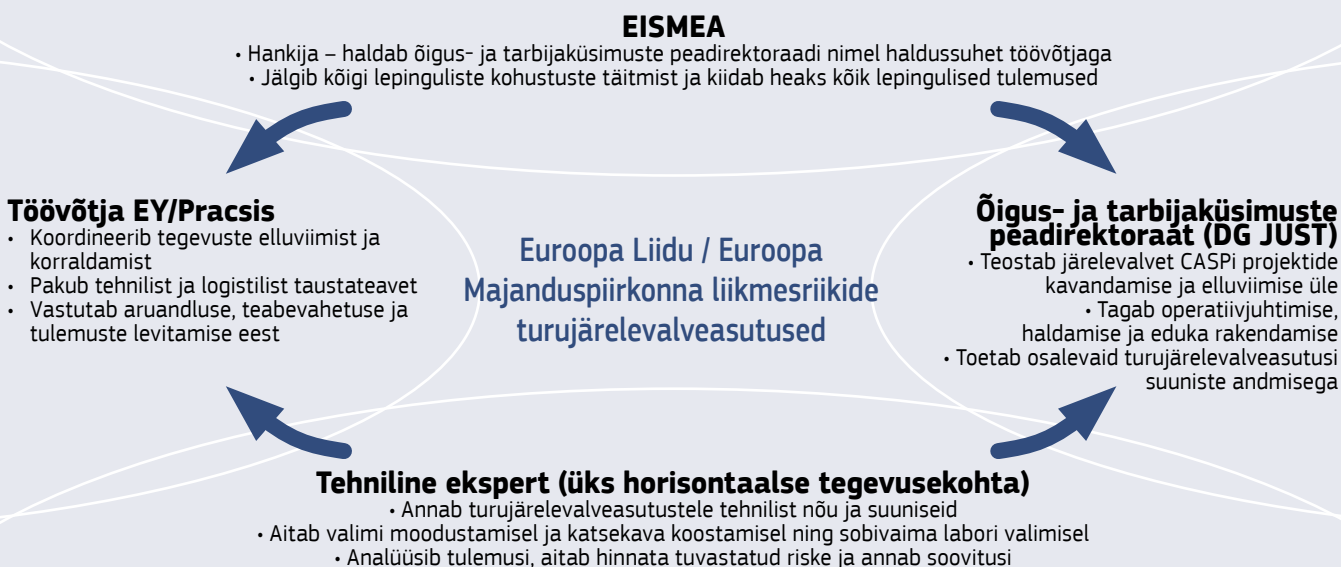 EISMEA
• Hankija – haldab õigus- ja tarbijaküsimuste peadirektoraadi nimel haldussuhet töövõtjaga
• Jälgib kõigi lepinguliste kohustuste täitmist ja kiidab heaks kõik lepingulised tulemused
Töövõtja EY/Pracsis
• Koordineerib tegevuste elluviimist ja
korraldamist
• Pakub tehnilist ja logistilist taustateavet
• Vastutab aruandluse, teabevahetuse ja
tulemuste levitamise eest
Euroopa Liidu / Euroopa
Majanduspiirkonna liikmesriikide
turujärelevalveasutused
Õigus- ja tarbijaküsimuste
peadirektoraat (DG JUST)
• Teostab järelevalvet CASPi projektide
kavandamise ja elluviimise üle
• Tagab operatiivjuhtimise,
haldamise ja eduka rakendamise
• Toetab osalevaid turujärelevalveasutusi
suuniste andmisega
Tehniline ekspert (üks horisontaalse tegevusekohta)
• Annab turujärelevalveasutustele tehnilist nõu ja suuniseid
• Aitab valimi moodustamisel ja katsekava koostamisel ning sobivaima labori valimisel
• Analüüsib tulemusi, aitab hinnata tuvastatud riske ja annab soovitusi